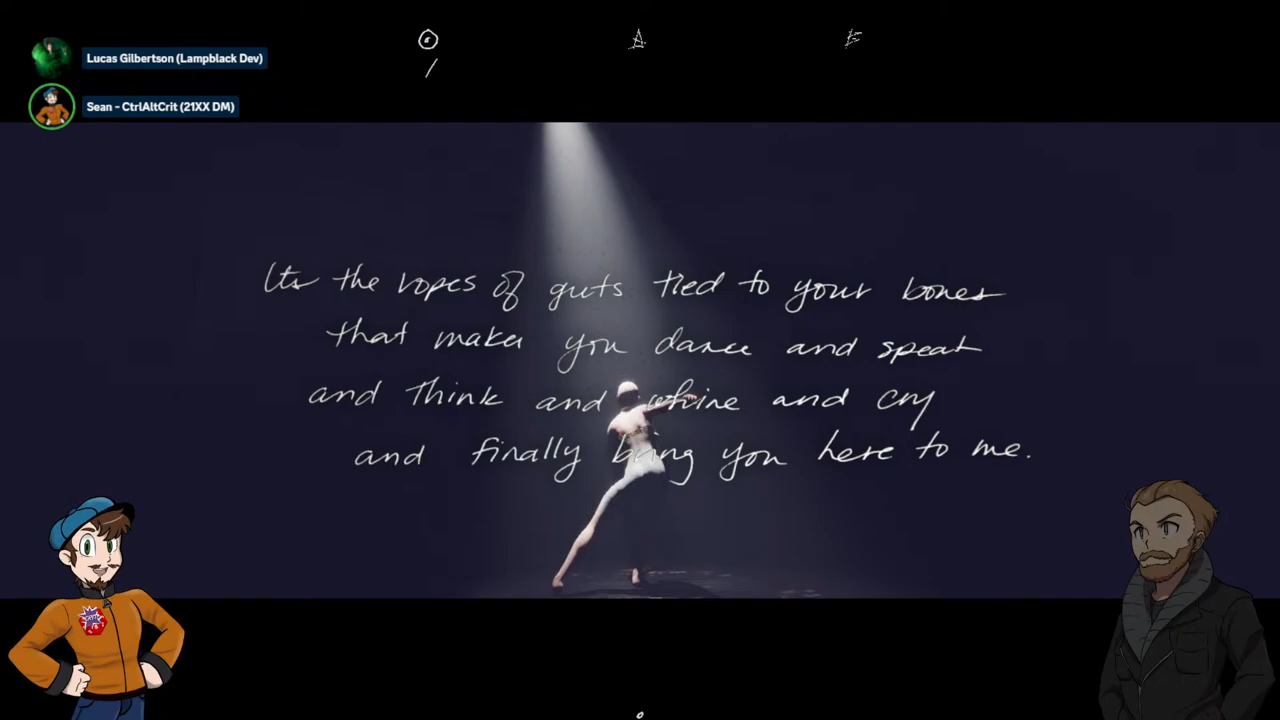 Lucas Gilbertson (Lampblack Dev)
Sean - CtrlAltCrit (21XX DM)
Its the ropes of guts tied to your bones
that makes you dance and speak
and think and whine and cry
and finally bring you here to me.